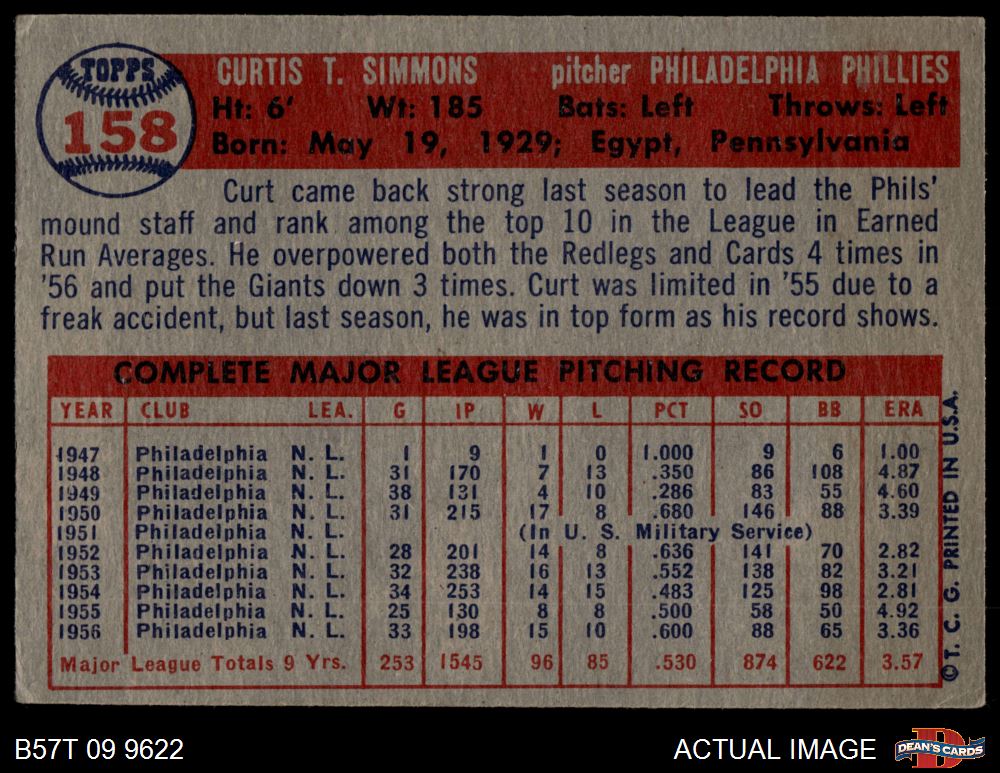 TOPPS
158
CURTIS T. SIMMONS pitcher PHILADELPHIA PHILLIES
Ht: 6' Wt: 185 Bats: Left Throws: Left
Born: May 19, 1929; Egypt, Pennsylvania
Curt came back strong last season to lead the Phils'
mound staff and rank among the top 10 in the League in Earned
Run Averages. He overpowered both the Redlegs and Cards 4 times in
'56 and put the Giants down 3 times. Curt was limited in '55 due to a
freak accident, but last season, he was in top form as his record shows.
COMPLETE MAJOR LEAGUE PITCHING RECORD
YEAR CLUB LEA. G IP W L PCT SO BB ERA
1947 Philadelphia N. L. 1 9 1 0 1.000 9 6 1.00
1948 Philadelphia N. L. 31 170 7 13 .350 86 108 4.87
1949 Philadelphia N. L. 38 131 4 10 .286 83 55 4.60
1950 Philadelphia N. L. 31 215 17 8 .680 146 88 3.39
1951 Philadelphia N. L. (In U. S. Military Service)
1952 Philadelphia N. L. 28 201 14 8 .636 141 70 2.82
1953 Philadelphia N. L. 32 238 16 13 .552 138 82 3.21
1954 Philadelphia N. L. 34 253 14 15 .483 125 98 2.81
1955 Philadelphia N. L. 25 130 8 8 .500 58 50 4.92
1956 Philadelphia N. L. 33 198 15 10 .600 88 65 3.36
Major League Totals 9 Yrs. 253 1545 96 85 .530 874 622 3.57
© T. C. G. PRINTED IN U.S.A.
B57T 09 9622 ACTUAL IMAGE DEAN'S CARDS